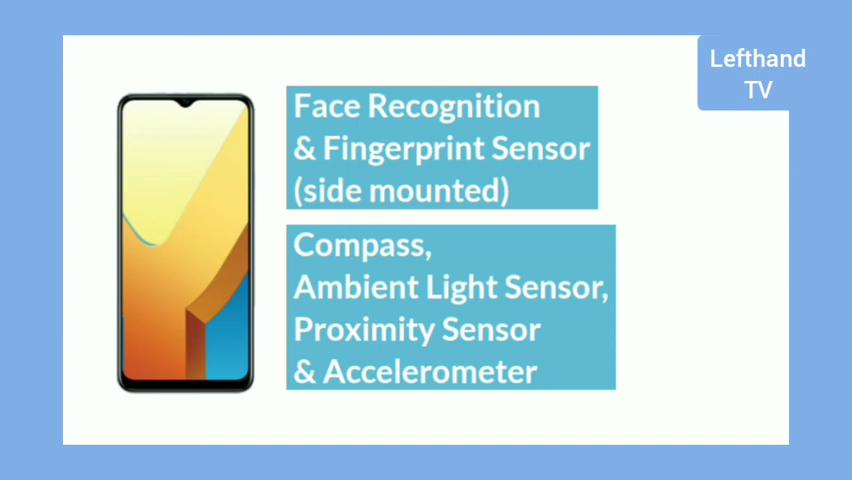 Lefthand
TV
Face Recognition
& Fingerprint Sensor
(side mounted)
Compass,
Ambient Light Sensor,
Proximity Sensor
& Accelerometer